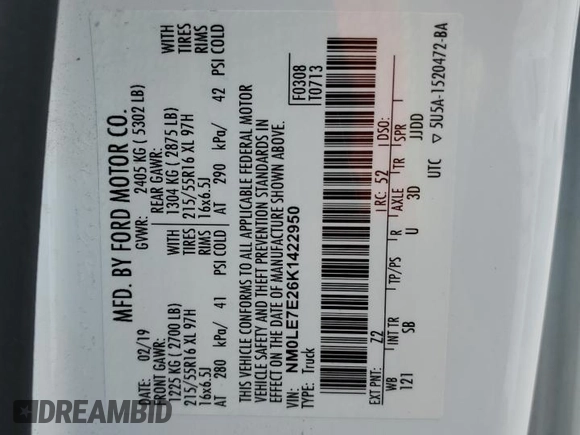 MFD. BY FORD MOTOR CO.
DATE: 02/19 GVWR: 2405 KG ( 5302 LB)
FRONT GAWR: REAR GAWR:
1225 KG ( 2700 LB) WITH 1304 KG ( 2875 LB) WITH
215/55R16 XL 97H TIRES 215/55R16 XL 97H TIRES
16x6.5J RIMS 16x6.5J RIMS
AT 280 kPa/ 41 PSI COLD AT 290 kPa/ 42 PSI COLD
THIS VEHICLE CONFORMS TO ALL APPLICABLE FEDERAL MOTOR
VEHICLE SAFETY AND THEFT PREVENTION STANDARDS IN
EFFECT ON THE DATE OF MANUFACTURE SHOWN ABOVE.
F0308
T0713
VIN: NM0LE7E26K1422950
TYPE: Truck
EXT PNT: Z2 RC: 52 DSO:
WB INT TR TP/PS R AXLE TR SPR
121 SB U 3D JJDD
UTC ▽ 5U5A-1520472-BA
DREAMBID